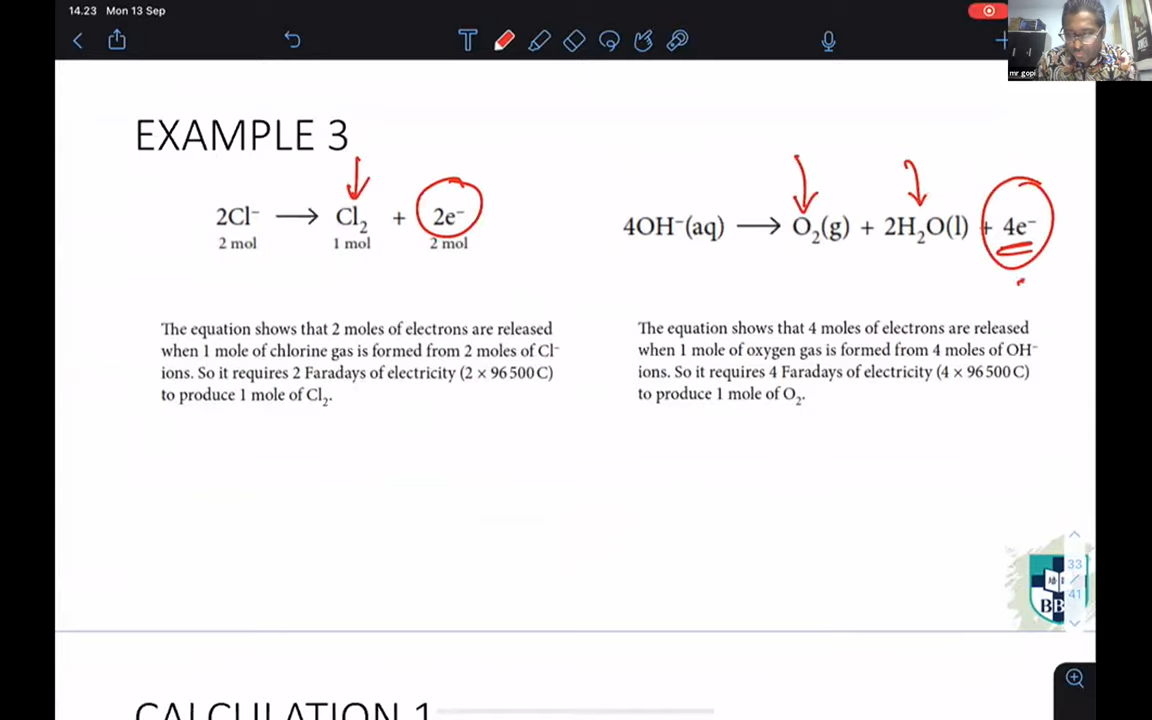 14.23 Mon 13 Sep
mr gopi
EXAMPLE 3
2Cl⁻ ⟶ Cl₂ + 2e⁻
2 mol 1 mol 2 mol
4OH⁻(aq) ⟶ O₂(g) + 2H₂O(l) + 4e⁻
The equation shows that 2 moles of electrons are released
when 1 mole of chlorine gas is formed from 2 moles of Cl⁻
ions. So it requires 2 Faradays of electricity (2 × 96 500 C)
to produce 1 mole of Cl₂.
The equation shows that 4 moles of electrons are released
when 1 mole of oxygen gas is formed from 4 moles of OH⁻
ions. So it requires 4 Faradays of electricity (4 × 96 500 C)
to produce 1 mole of O₂.
33
/
41
BB
CALCULATION 1